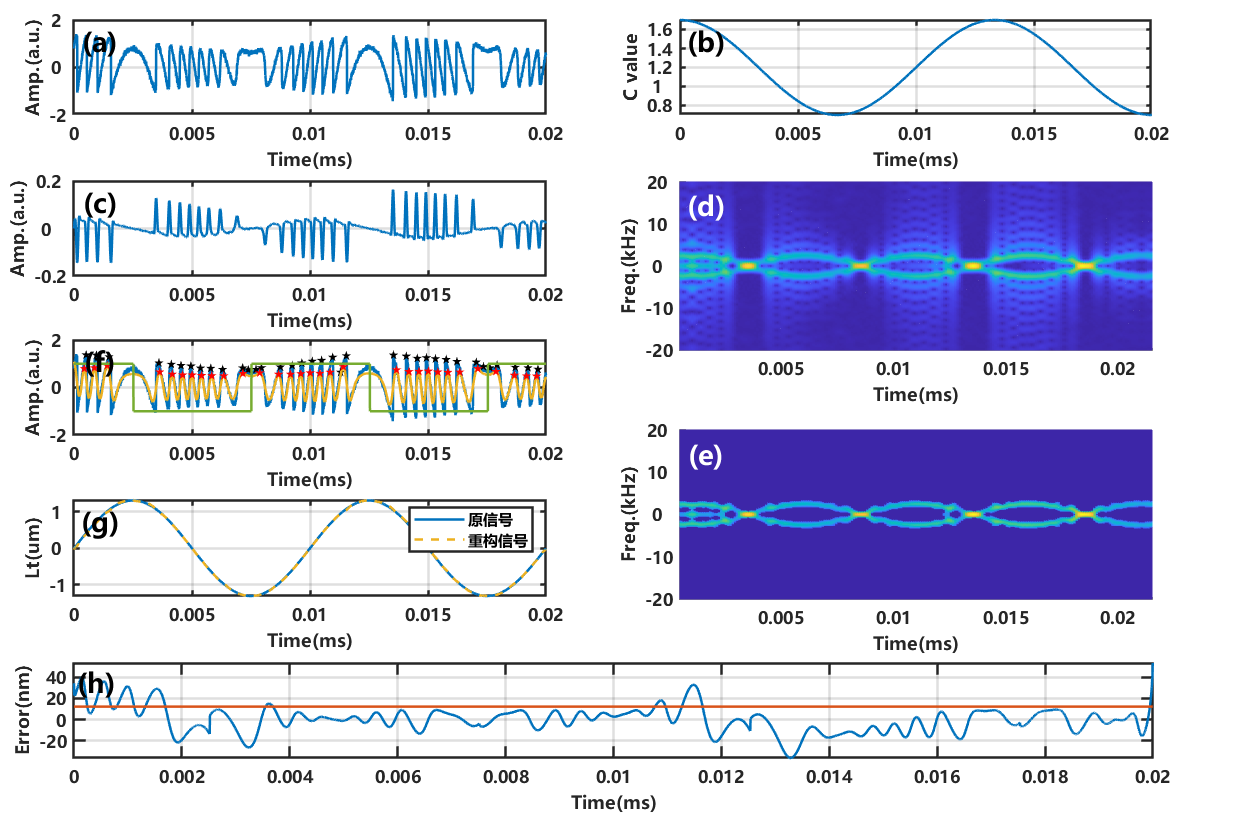 (a)
Amp.(a.u.)
2
0
-2
0
0.005
0.01
0.015
0.02
Time(ms)
(b)
C value
1.6
1.4
1.2
1
0.8
0
0.005
0.01
0.015
0.02
Time(ms)
(c)
Amp.(a.u.)
0.2
0
-0.2
0
0.005
0.01
0.015
0.02
Time(ms)
(d)
Freq.(kHz)
20
10
0
-10
-20
0.005
0.01
0.015
0.02
Time(ms)
(f)
Amp.(a.u.)
2
0
-2
0
0.005
0.01
0.015
0.02
Time(ms)
(e)
Freq.(kHz)
20
10
0
-10
-20
0.005
0.01
0.015
0.02
Time(ms)
(g)
Lt(um)
1
0
-1
原信号
重构信号
0
0.005
0.01
0.015
0.02
Time(ms)
(h)
Error(nm)
40
20
0
-20
0
0.002
0.004
0.006
0.008
0.01
0.012
0.014
0.016
0.018
0.02
Time(ms)